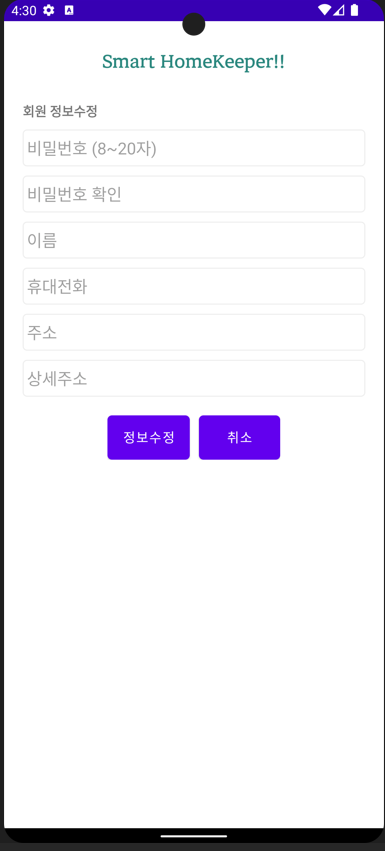 4:30
A
Smart HomeKeeper!!
회원 정보수정
비밀번호 (8~20자)
비밀번호 확인
이름
휴대전화
주소
상세주소
정보수정 취소